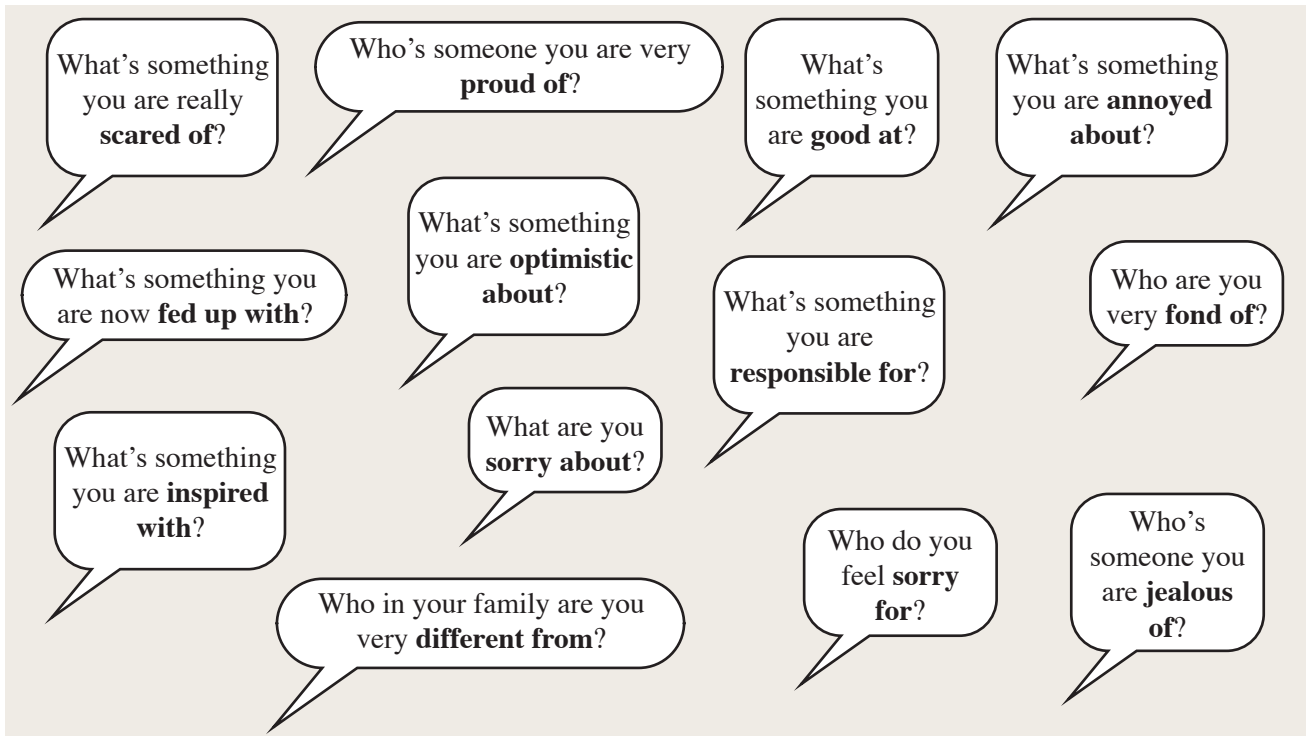 What's something
you are really
scared of?
Who's someone you are very
proud of?
What's
something you
are good at?
What's something
you are annoyed
about?
What's something
you are optimistic
about?
What's something you
are now fed up with?
What's something
you are
responsible for?
Who are you
very fond of?
What are you
sorry about?
What's something
you are inspired
with?
Who do you
feel sorry
for?
Who's
someone you
are jealous
of?
Who in your family are you
very different from?